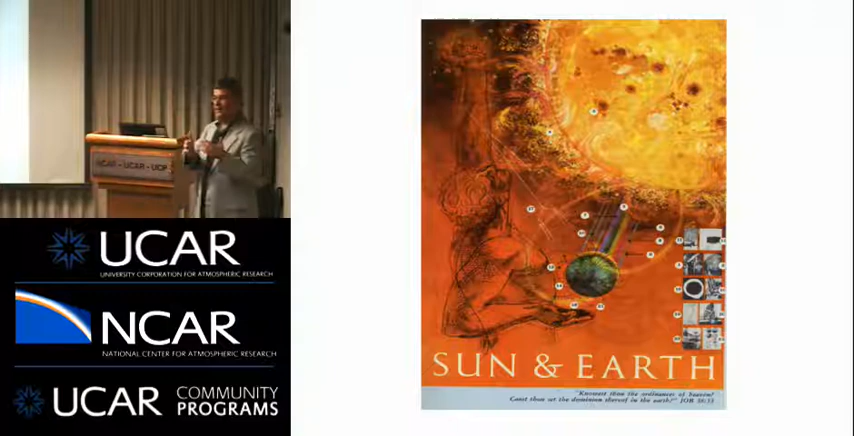 NCAR - UCAR - UCP
UCAR
UNIVERSITY CORPORATION FOR ATMOSPHERIC RESEARCH
NCAR
NATIONAL CENTER FOR ATMOSPHERIC RESEARCH
UCAR COMMUNITY
PROGRAMS
SUN & EARTH
"Knowest thou the ordinances of heaven?
Canst thou set the dominion thereof in the earth?" JOB 38:33